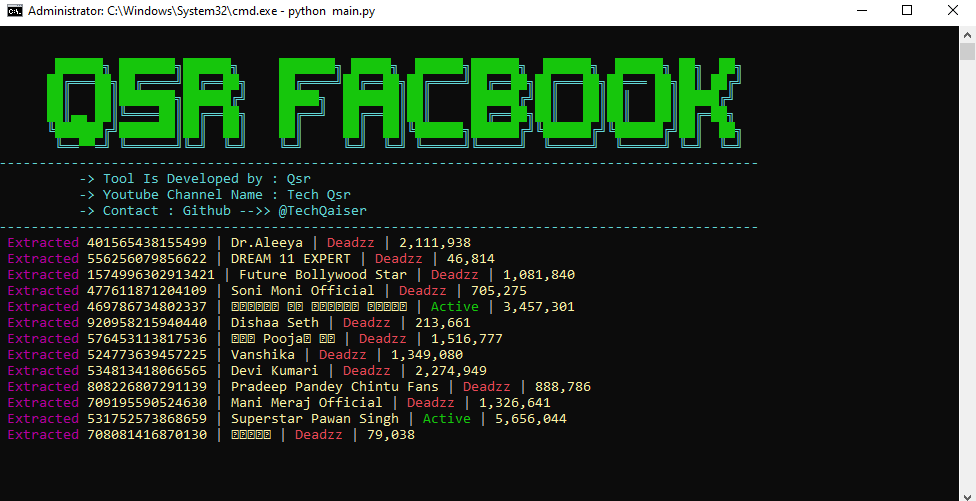 Administrator: C:\Windows\System32\cmd.exe - python main.py
QSR FACBOOK
-> Tool Is Developed by : Qsr
-> Youtube Channel Name : Tech Qsr
-> Contact : Github -->> @TechQaiser
Extracted 401565438155499 | Dr.Aleeya | Deadzz | 2,111,938
Extracted 556256079856622 | DREAM 11 EXPERT | Deadzz | 46,814
Extracted 1574996302913421 | Future Bollywood Star | Deadzz | 1,081,840
Extracted 477611871204109 | Soni Moni Official | Deadzz | 705,275
Extracted 469786734802337 | | Active | 3,457,301
Extracted 920958215940440 | Dishaa Seth | Deadzz | 213,661
Extracted 576453113817536 | Pooja | Deadzz | 1,516,777
Extracted 524773639457225 | Vanshika | Deadzz | 1,349,080
Extracted 534813418066565 | Devi Kumari | Deadzz | 2,274,949
Extracted 808226807291139 | Pradeep Pandey Chintu Fans | Deadzz | 888,786
Extracted 709195590524630 | Mani Meraj Official | Deadzz | 1,326,641
Extracted 531752573868659 | Superstar Pawan Singh | Active | 5,656,044
Extracted 708081416870130 | | Deadzz | 79,038